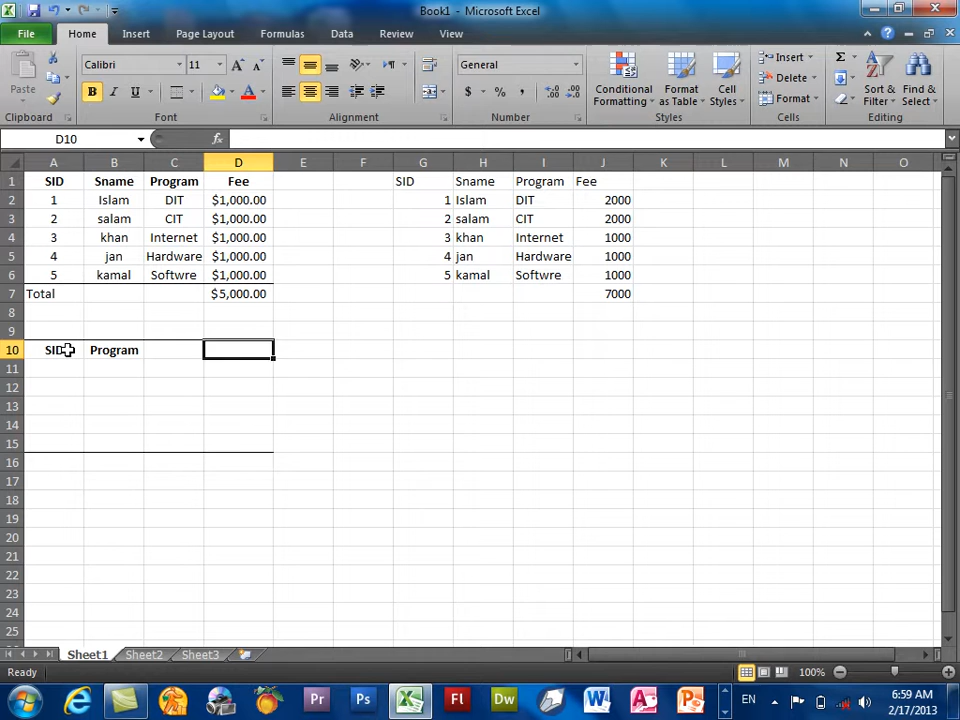 Book1 - Microsoft Excel
File Home Insert Page Layout Formulas Data Review View
Paste
Calibri 11
B I U
General
$ % ,
Conditional Formatting
Format as Table
Cell Styles
Insert
Delete
Format
Sort & Filter
Find & Select
Clipboard Font Alignment Number Styles Cells Editing
D10 fx
A B C D E F G H I J K L M N O
1 SID Sname Program Fee SID Sname Program Fee
2 1 Islam DIT $1,000.00 1 Islam DIT 2000
3 2 salam CIT $1,000.00 2 salam CIT 2000
4 3 khan Internet $1,000.00 3 khan Internet 1000
5 4 jan Hardware $1,000.00 4 jan Hardware 1000
6 5 kamal Softwre $1,000.00 5 kamal Softwre 1000
7 Total $5,000.00 7000
8
9
10 SID Program
11
12
13
14
15
16
17
18
19
20
21
22
23
24
25
Sheet1 Sheet2 Sheet3
Ready 100%
Pr Ps Fl Dw EN 6:59 AM
2/17/2013